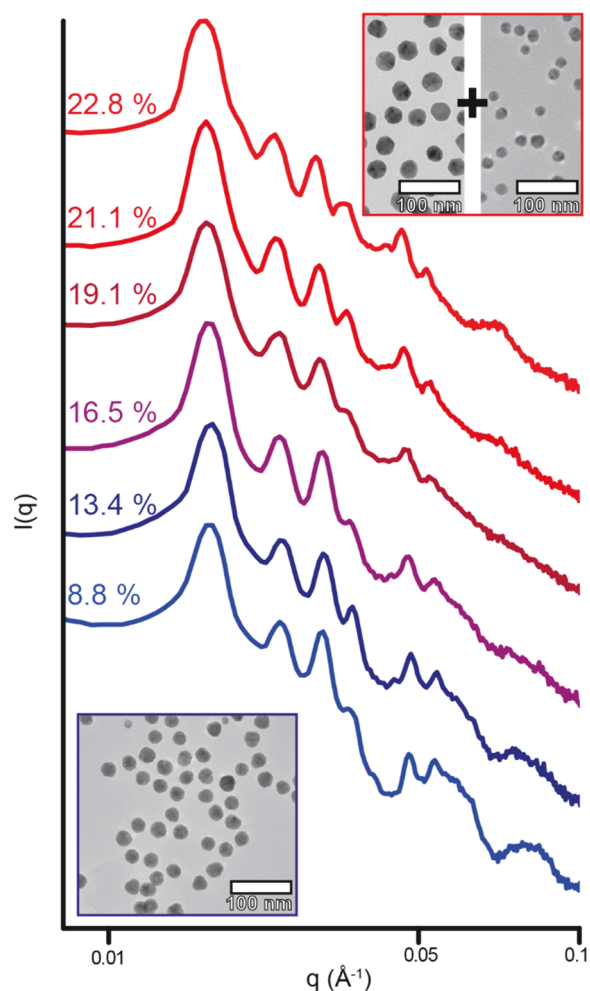 22.8 %
100 nm
100 nm
21.1 %
19.1 %
16.5 %
I(q)
13.4 %
8.8 %
100 nm
0.01
0.05
0.1
q (Å-1)